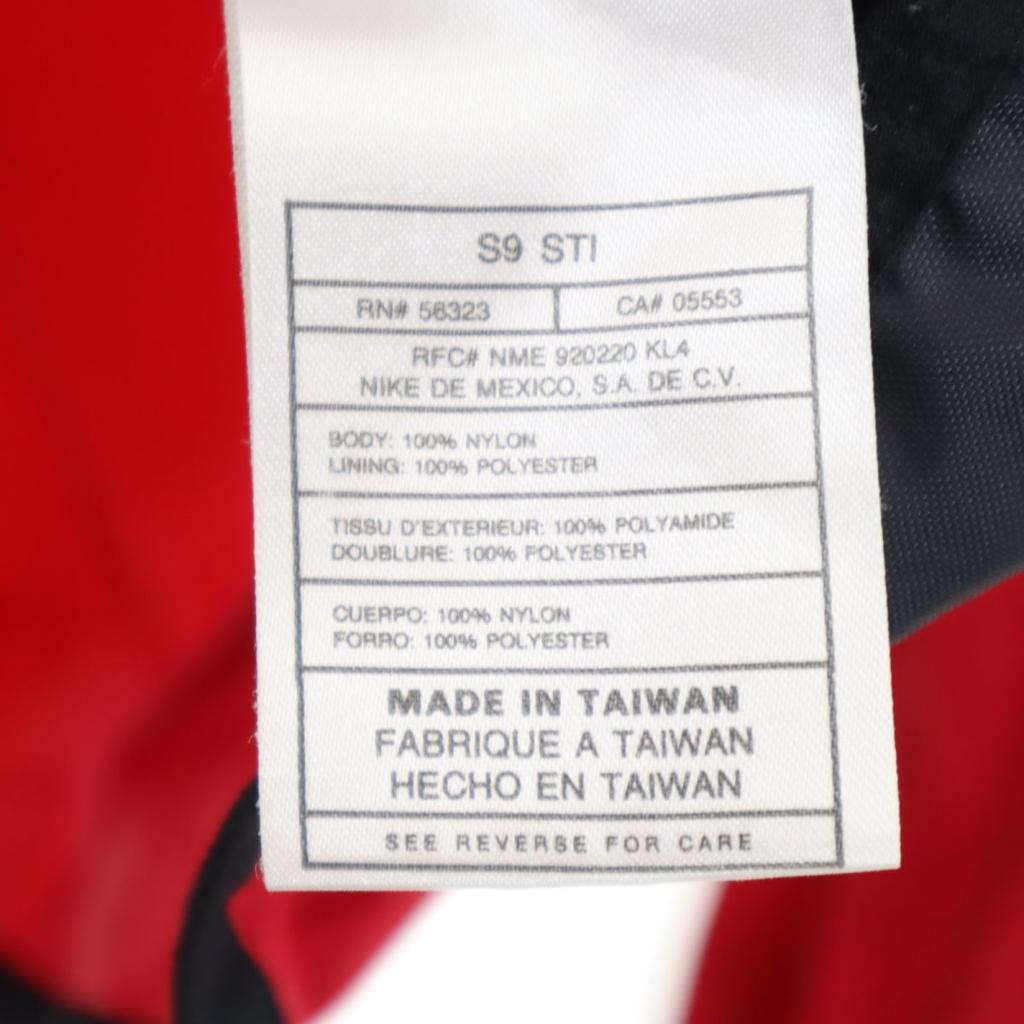 S9 STI
RN# 56323
CA# 05553
RFC# NME 920220 KL4
NIKE DE MEXICO, S.A. DE C.V.
BODY: 100% NYLON
LINING: 100% POLYESTER
TISSU D'EXTERIEUR: 100% POLYAMIDE
DOUBLURE: 100% POLYESTER
CUERPO: 100% NYLON
FORRO: 100% POLYESTER
MADE IN TAIWAN
FABRIQUE A TAIWAN
HECHO EN TAIWAN
SEE REVERSE FOR CARE